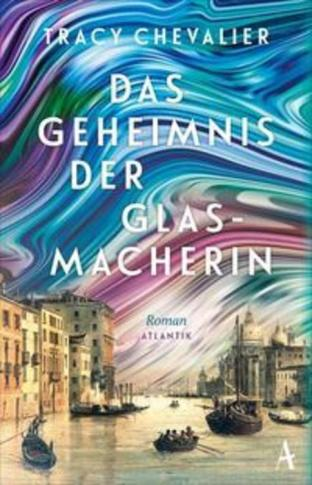 TRACY CHEVALIER
DAS
GEHEIMNIS
DER
GLAS-
MACHERIN
Roman
ATLANTIK
A